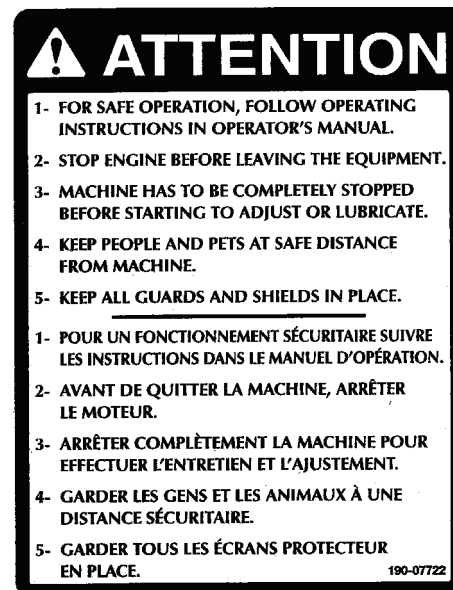 ATTENTION
1- FOR SAFE OPERATION, FOLLOW OPERATING
INSTRUCTIONS IN OPERATOR'S MANUAL.
2- STOP ENGINE BEFORE LEAVING THE EQUIPMENT.
3- MACHINE HAS TO BE COMPLETELY STOPPED
BEFORE STARTING TO ADJUST OR LUBRICATE.
4- KEEP PEOPLE AND PETS AT SAFE DISTANCE
FROM MACHINE.
5- KEEP ALL GUARDS AND SHIELDS IN PLACE.
1- POUR UN FONCTIONNEMENT SÉCURITAIRE SUIVRE
LES INSTRUCTIONS DANS LE MANUEL D'OPÉRATION.
2- AVANT DE QUITTER LA MACHINE, ARRÊTER
LE MOTEUR.
3- ARRÊTER COMPLÈTEMENT LA MACHINE POUR
EFFECTUER L'ENTRETIEN ET L'AJUSTEMENT.
4- GARDER LES GENS ET LES ANIMAUX À UNE
DISTANCE SÉCURITAIRE.
5- GARDER TOUS LES ÉCRANS PROTECTEUR
EN PLACE. 190-07722